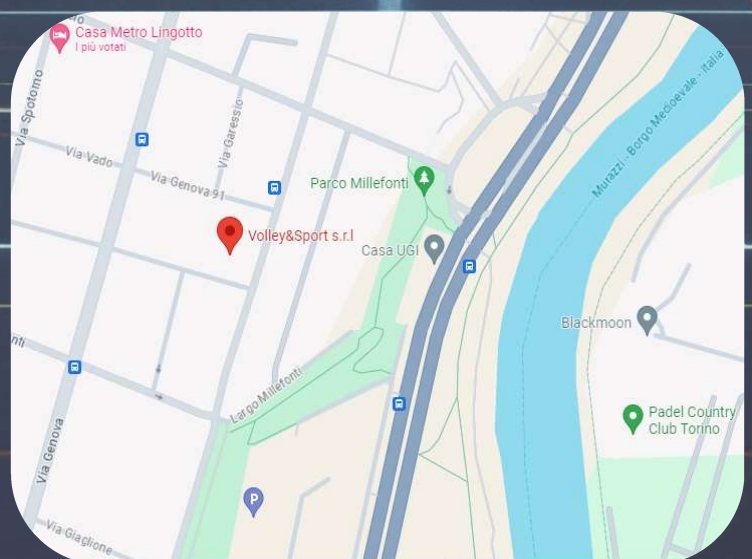 Casa Metro Lingotto
I più votati
Via Spotorno
Via Garessio
Via Vado
Via Genova 91
Parco Millefonti
Murazzi - Borgo Medioevale - Italia
Volley&Sport s.r.l
Casa UGI
Blackmoon
nti
Largo Millefonti
Padel Country
Club Torino
Via Genova
P
Via Giaglione